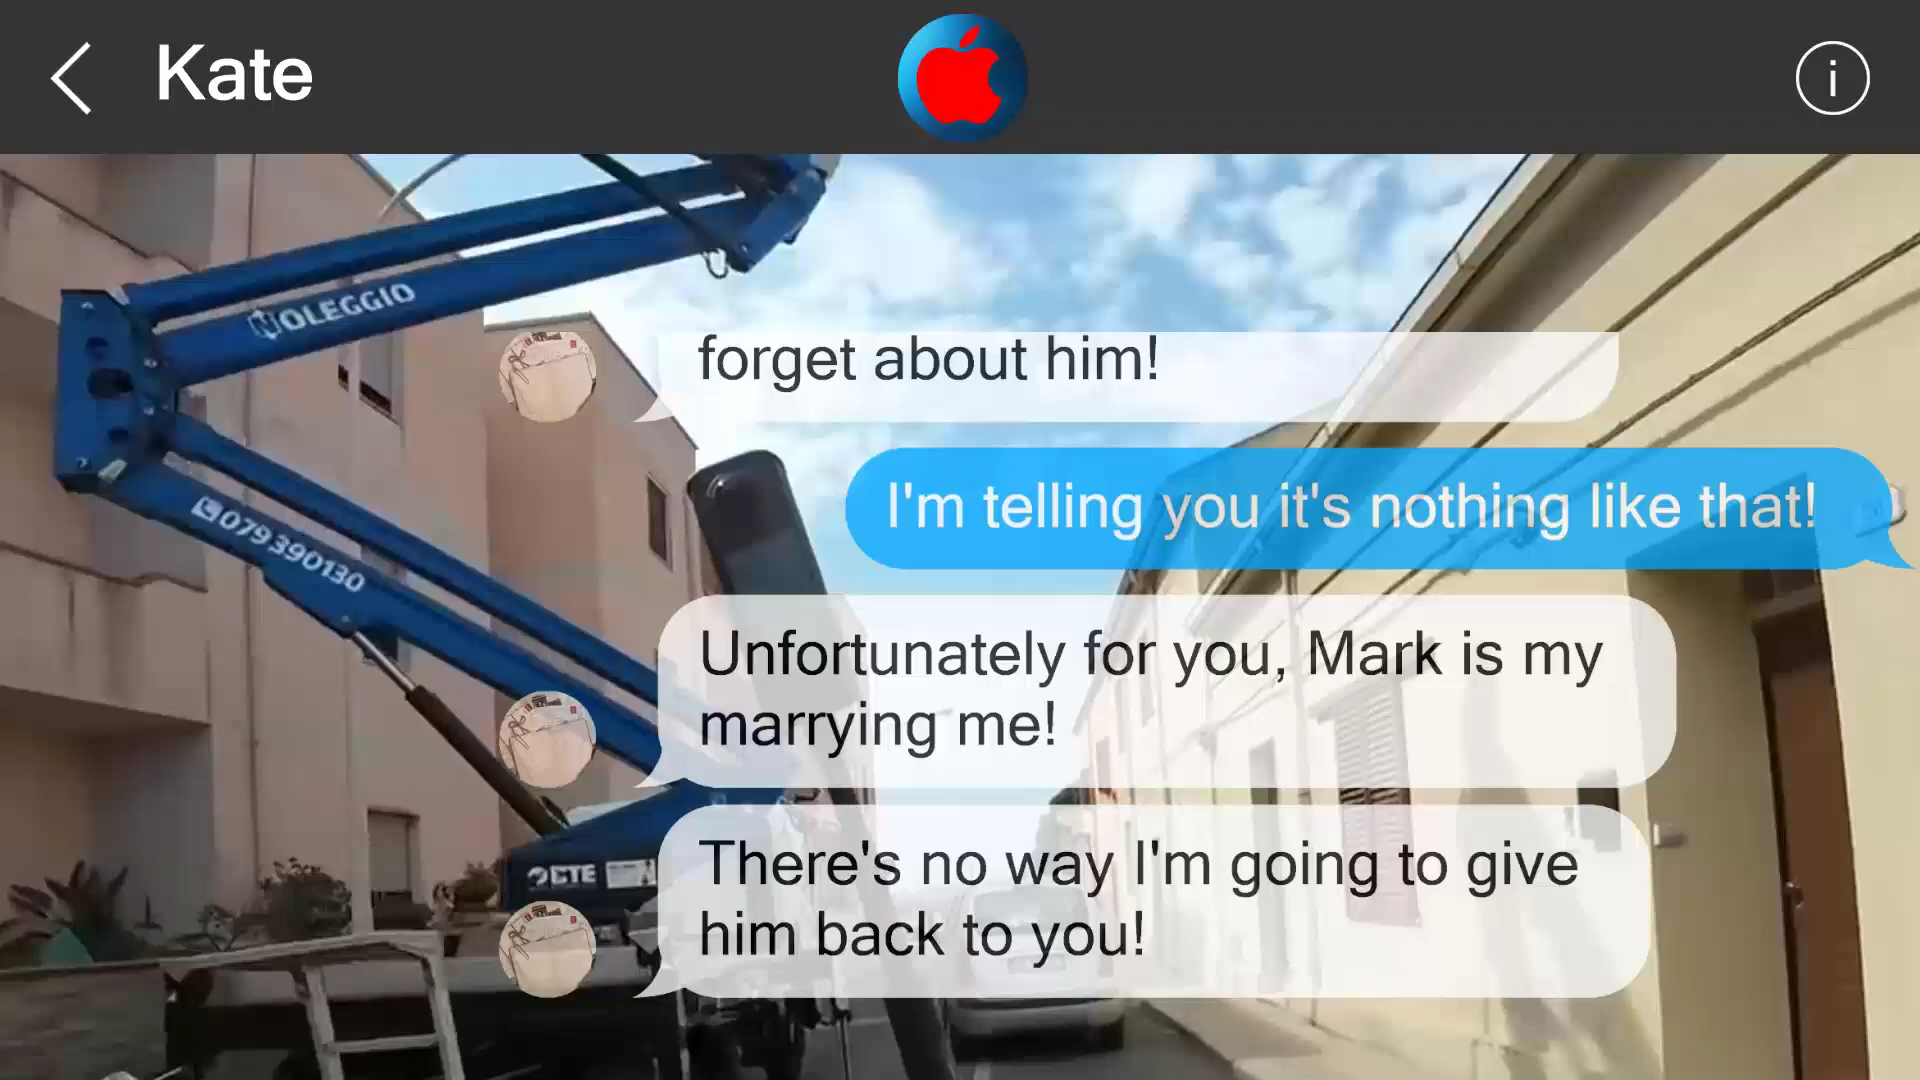 Kate
i
NOLEGGIO
079390130
CTE
forget about him!
I'm telling you it's nothing like that!
Unfortunately for you, Mark is my
marrying me!
There's no way I'm going to give
him back to you!